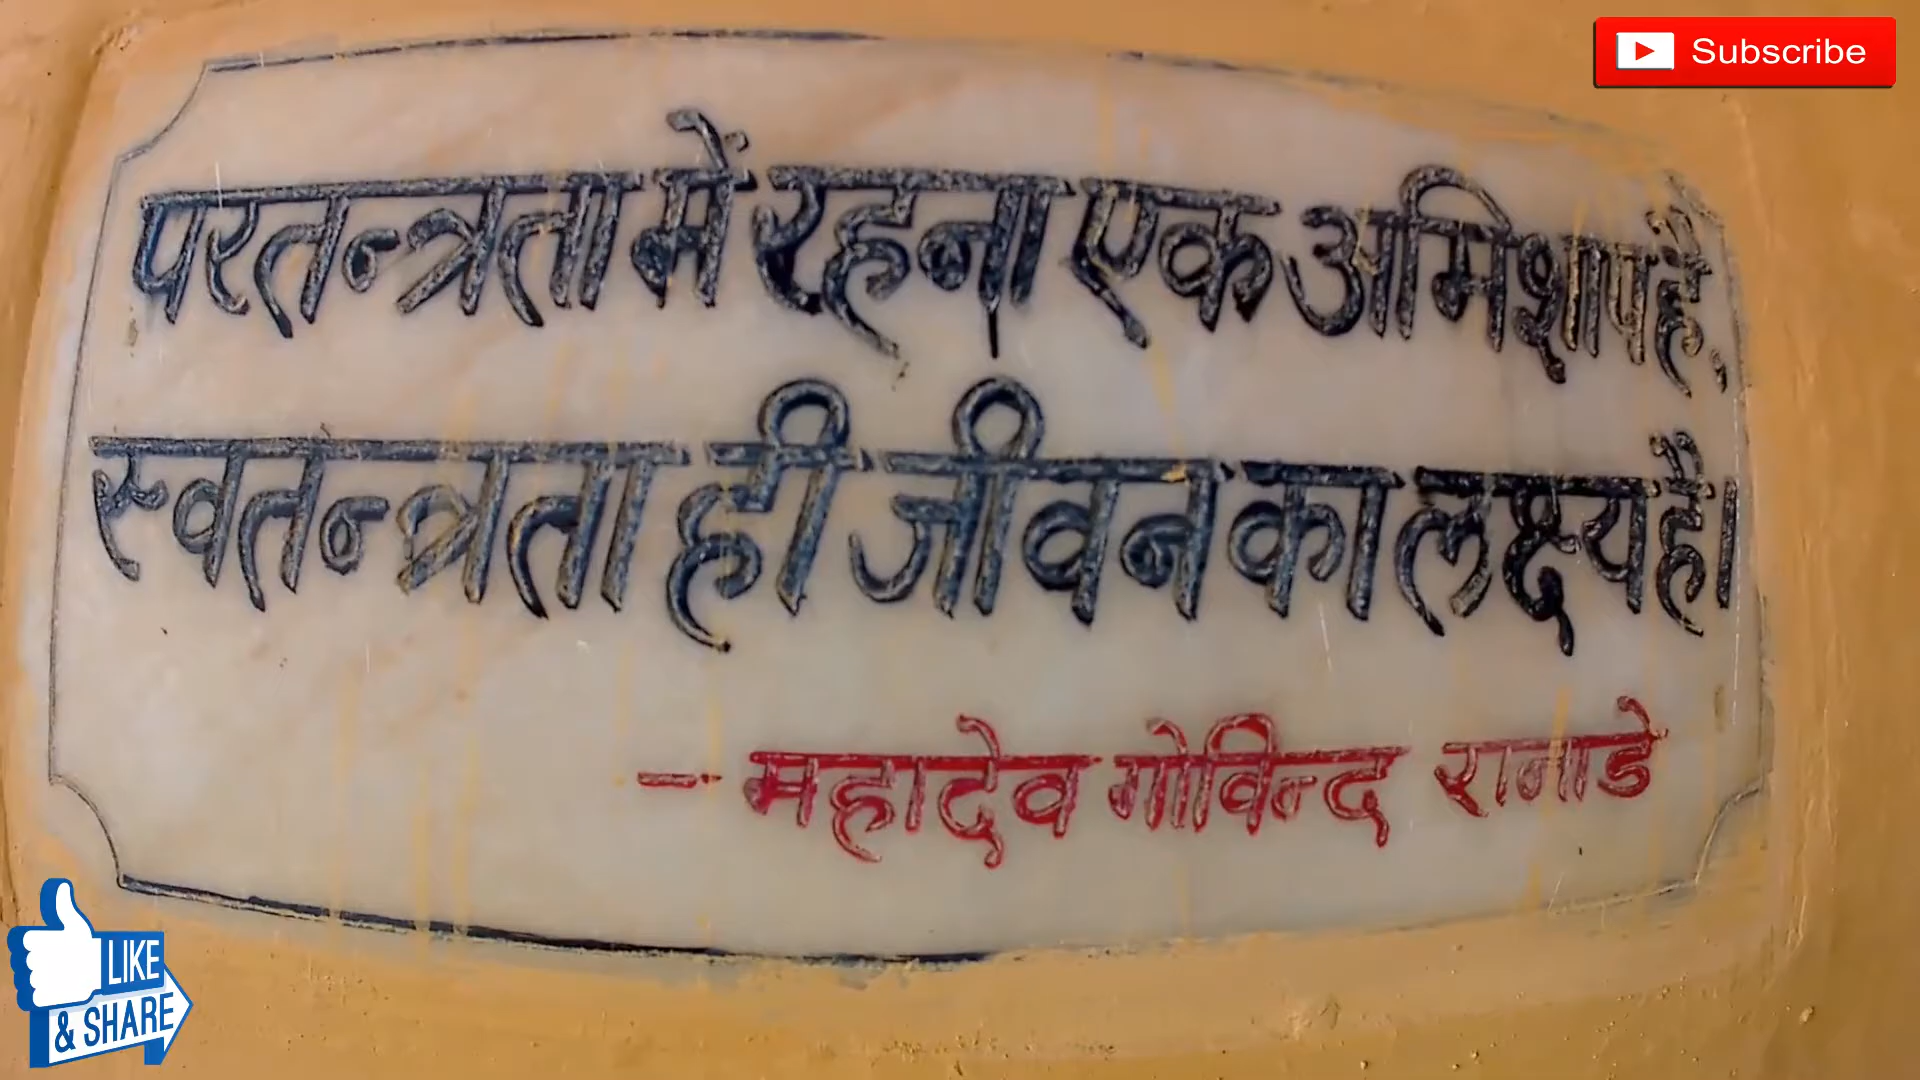 Subscribe
परतन्त्रता में रहना एक अभिशाप है,
स्वतन्त्रता ही जीवन का लक्ष्य है।
-- महादेव गोविन्द रानाडे
LIKE
& SHARE